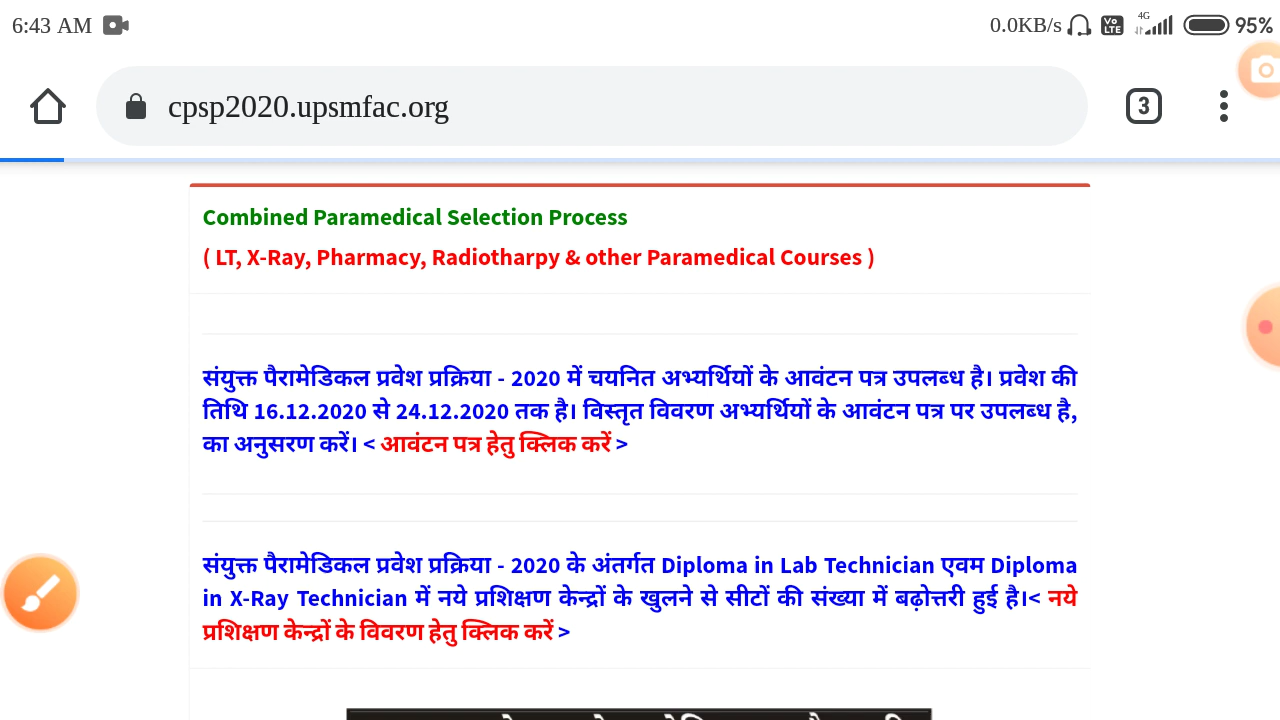 6:43 AM
0.0KB/s
Vo LTE
4G
95%
cpsp2020.upsmfac.org
3
Combined Paramedical Selection Process
( LT, X-Ray, Pharmacy, Radiotharpy & other Paramedical Courses )
संयुक्त पैरामेडिकल प्रवेश प्रक्रिया - 2020 में चयनित अभ्यर्थियों के आवंटन पत्र उपलब्ध है। प्रवेश की
तिथि 16.12.2020 से 24.12.2020 तक है। विस्तृत विवरण अभ्यर्थियों के आवंटन पत्र पर उपलब्ध है,
का अनुसरण करें। < आवंटन पत्र हेतु क्लिक करें >
संयुक्त पैरामेडिकल प्रवेश प्रक्रिया - 2020 के अंतर्गत Diploma in Lab Technician एवम Diploma
in X-Ray Technician में नये प्रशिक्षण केन्द्रों के खुलने से सीटों की संख्या में बढ़ोत्तरी हुई है।< नये
प्रशिक्षण केन्द्रों के विवरण हेतु क्लिक करें >